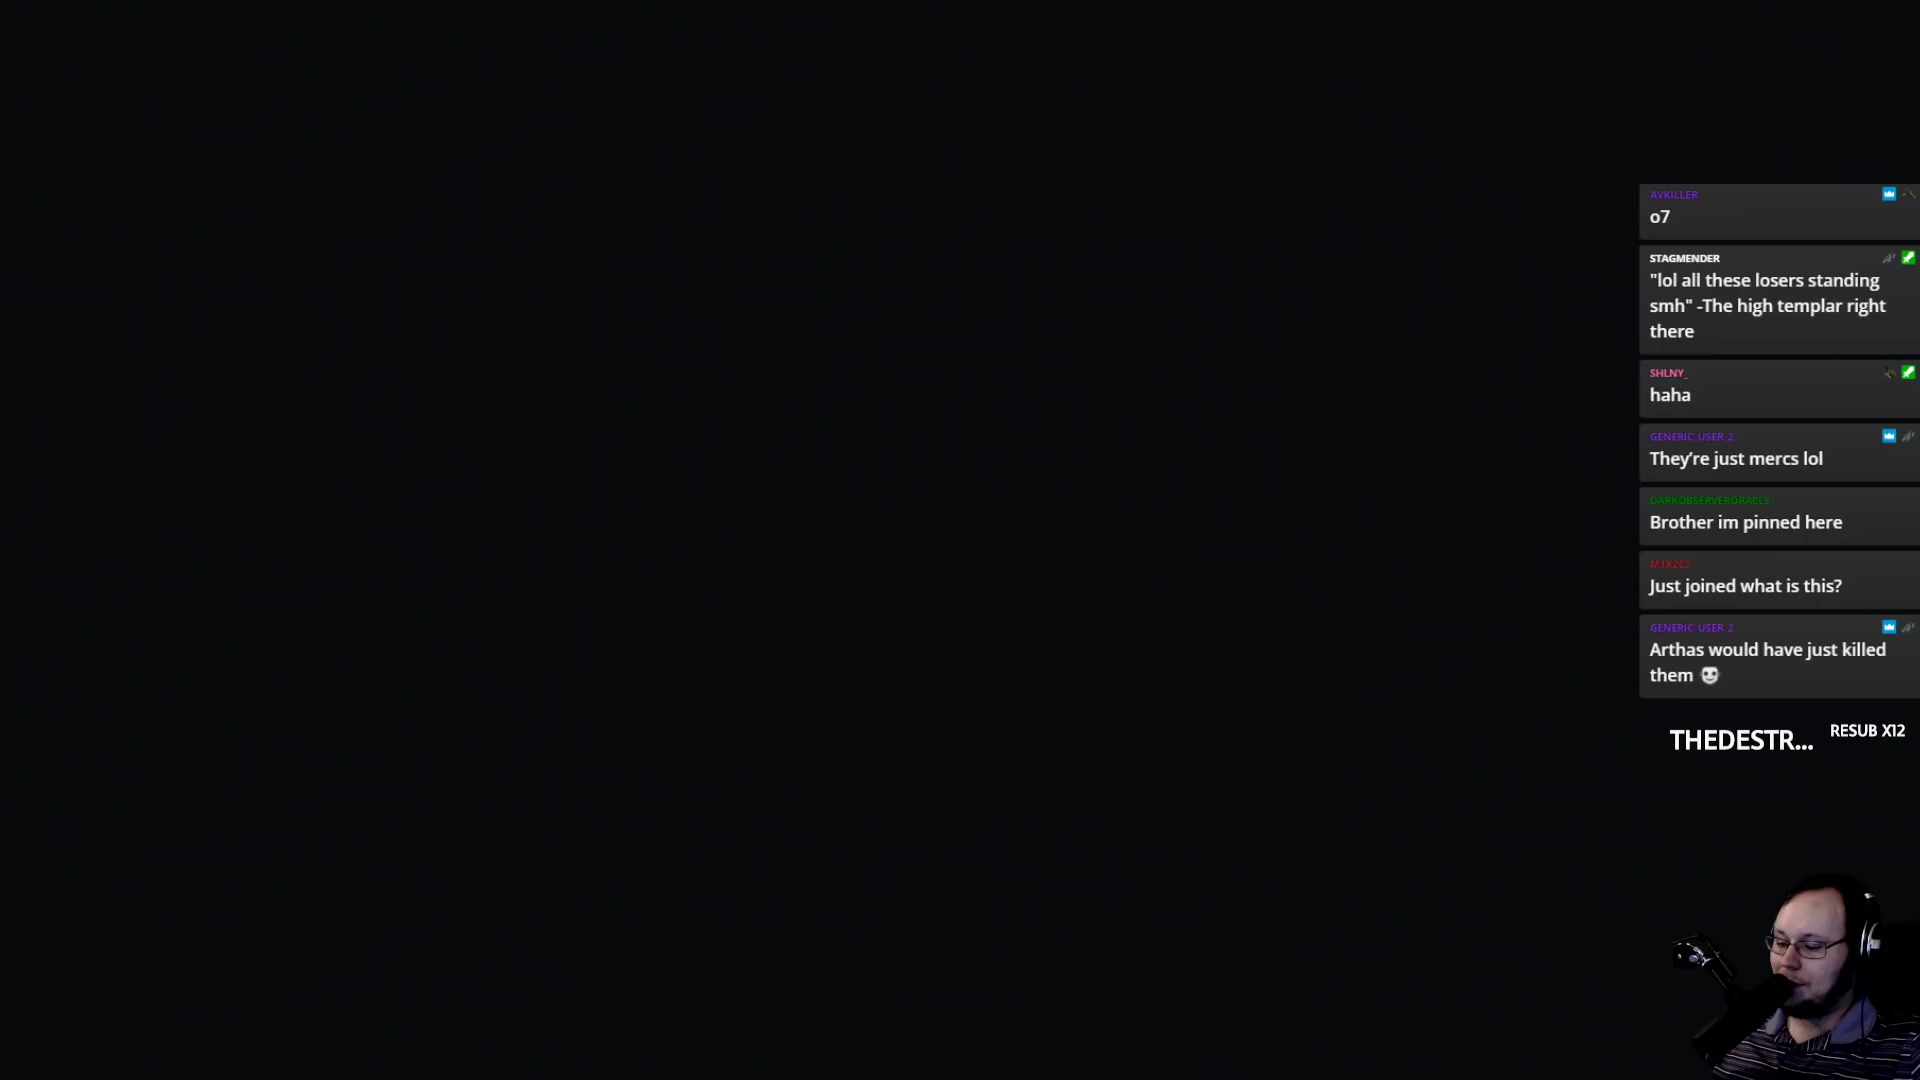 AVKILLER
o7
STAGMENDER
"lol all these losers standing
smh" -The high templar right
there
SHLNY_
haha
GENERIC_USER_2
They’re just mercs lol
DARKOBSERVERORACLE
Brother im pinned here
M1X2C3
Just joined what is this?
GENERIC_USER_2
Arthas would have just killed
them
THEDESTR... RESUB X12